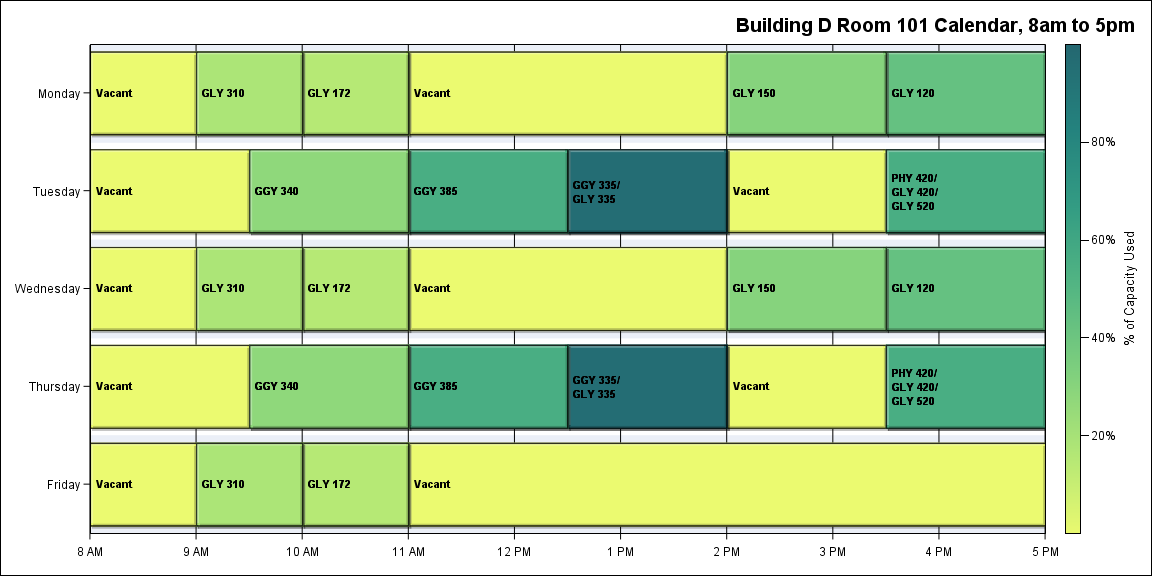 Building D Room 101 Calendar, 8am to 5pm
Monday
Vacant
GLY 310
GLY 172
Vacant
GLY 150
GLY 120
Tuesday
Vacant
GGY 340
GGY 385
GGY 335/
GLY 335
Vacant
PHY 420/
GLY 420/
GLY 520
Wednesday
Vacant
GLY 310
GLY 172
Vacant
GLY 150
GLY 120
Thursday
Vacant
GGY 340
GGY 385
GGY 335/
GLY 335
Vacant
PHY 420/
GLY 420/
GLY 520
Friday
Vacant
GLY 310
GLY 172
Vacant
8 AM
9 AM
10 AM
11 AM
12 PM
1 PM
2 PM
3 PM
4 PM
5 PM
80%
60%
40%
20%
% of Capacity Used